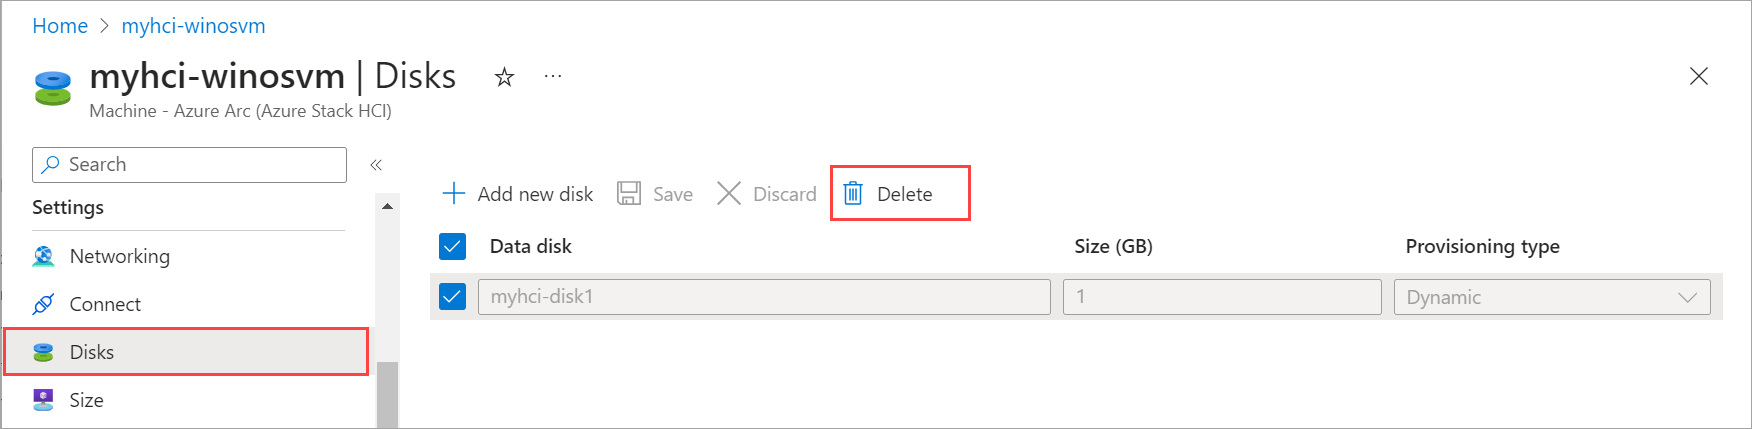 Home > myhci-winosvm
myhci-winosvm | Disks
Machine - Azure Arc (Azure Stack HCI)
Search
Settings
Networking
Connect
Disks
Size
Add new disk Save Discard Delete
Data disk Size (GB) Provisioning type
myhci-disk1 1 Dynamic